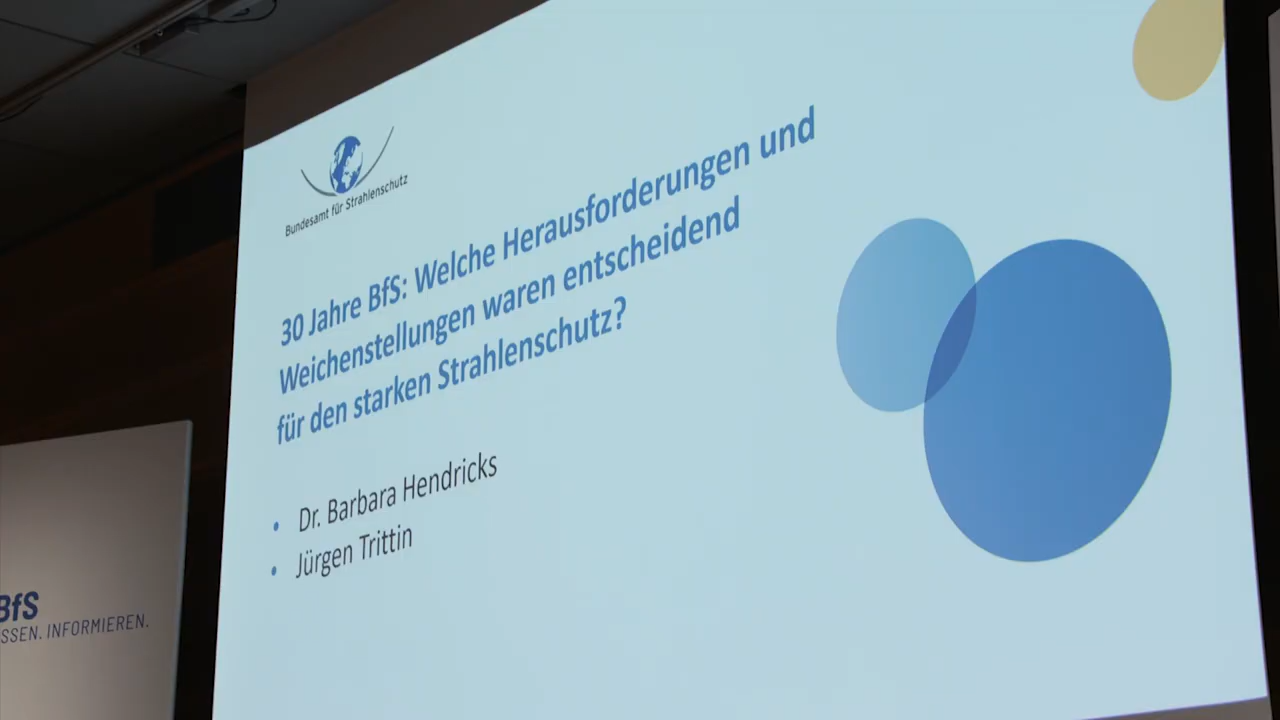 Bundesamt für Strahlenschutz
30 Jahre BfS: Welche Herausforderungen und
Weichenstellungen waren entscheidend
für den starken Strahlenschutz?
• Dr. Barbara Hendricks
• Jürgen Trittin
BfS
INFORMIEREN.